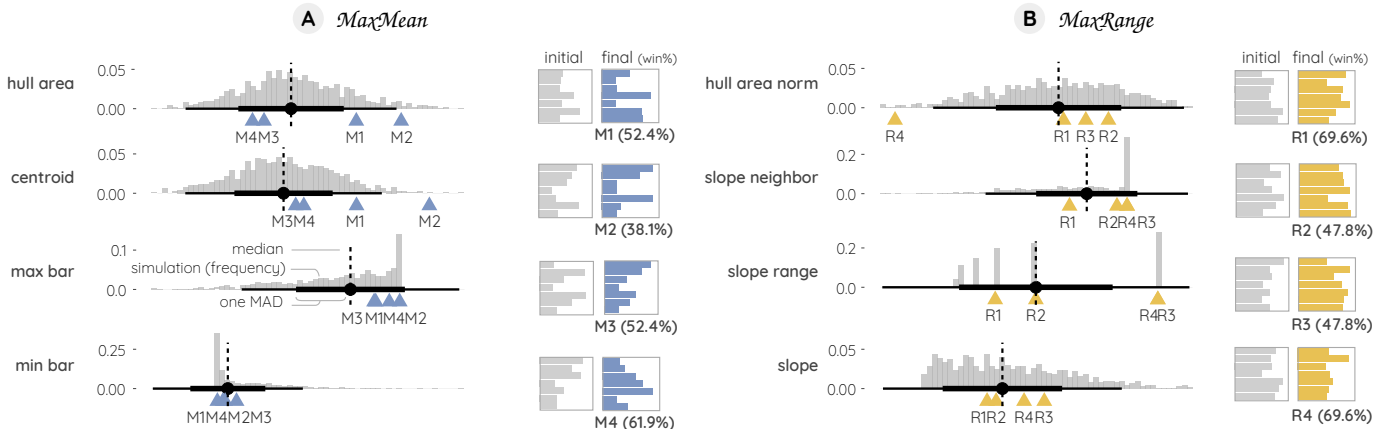 A MaxMean
initial final (win%)
hull area
0.05
0.00
M4M3 M1 M2
M1 (52.4%)
centroid
0.05
0.00
M3M4 M1 M2
M2 (38.1%)
max bar
0.1
0.0
median
simulation (frequency)
one MAD
M3 M1M4M2
M3 (52.4%)
min bar
0.25
0.00
M1M4M2M3
M4 (61.9%)
B MaxRange
initial final (win%)
hull area norm
0.05
0.00
R4 R1 R3 R2
R1 (69.6%)
slope neighbor
0.2
0.0
R1 R2R4R3
R2 (47.8%)
slope range
0.2
0.0
R1 R2 R4R3
R3 (47.8%)
slope
0.05
0.00
R1R2 R4R3
R4 (69.6%)